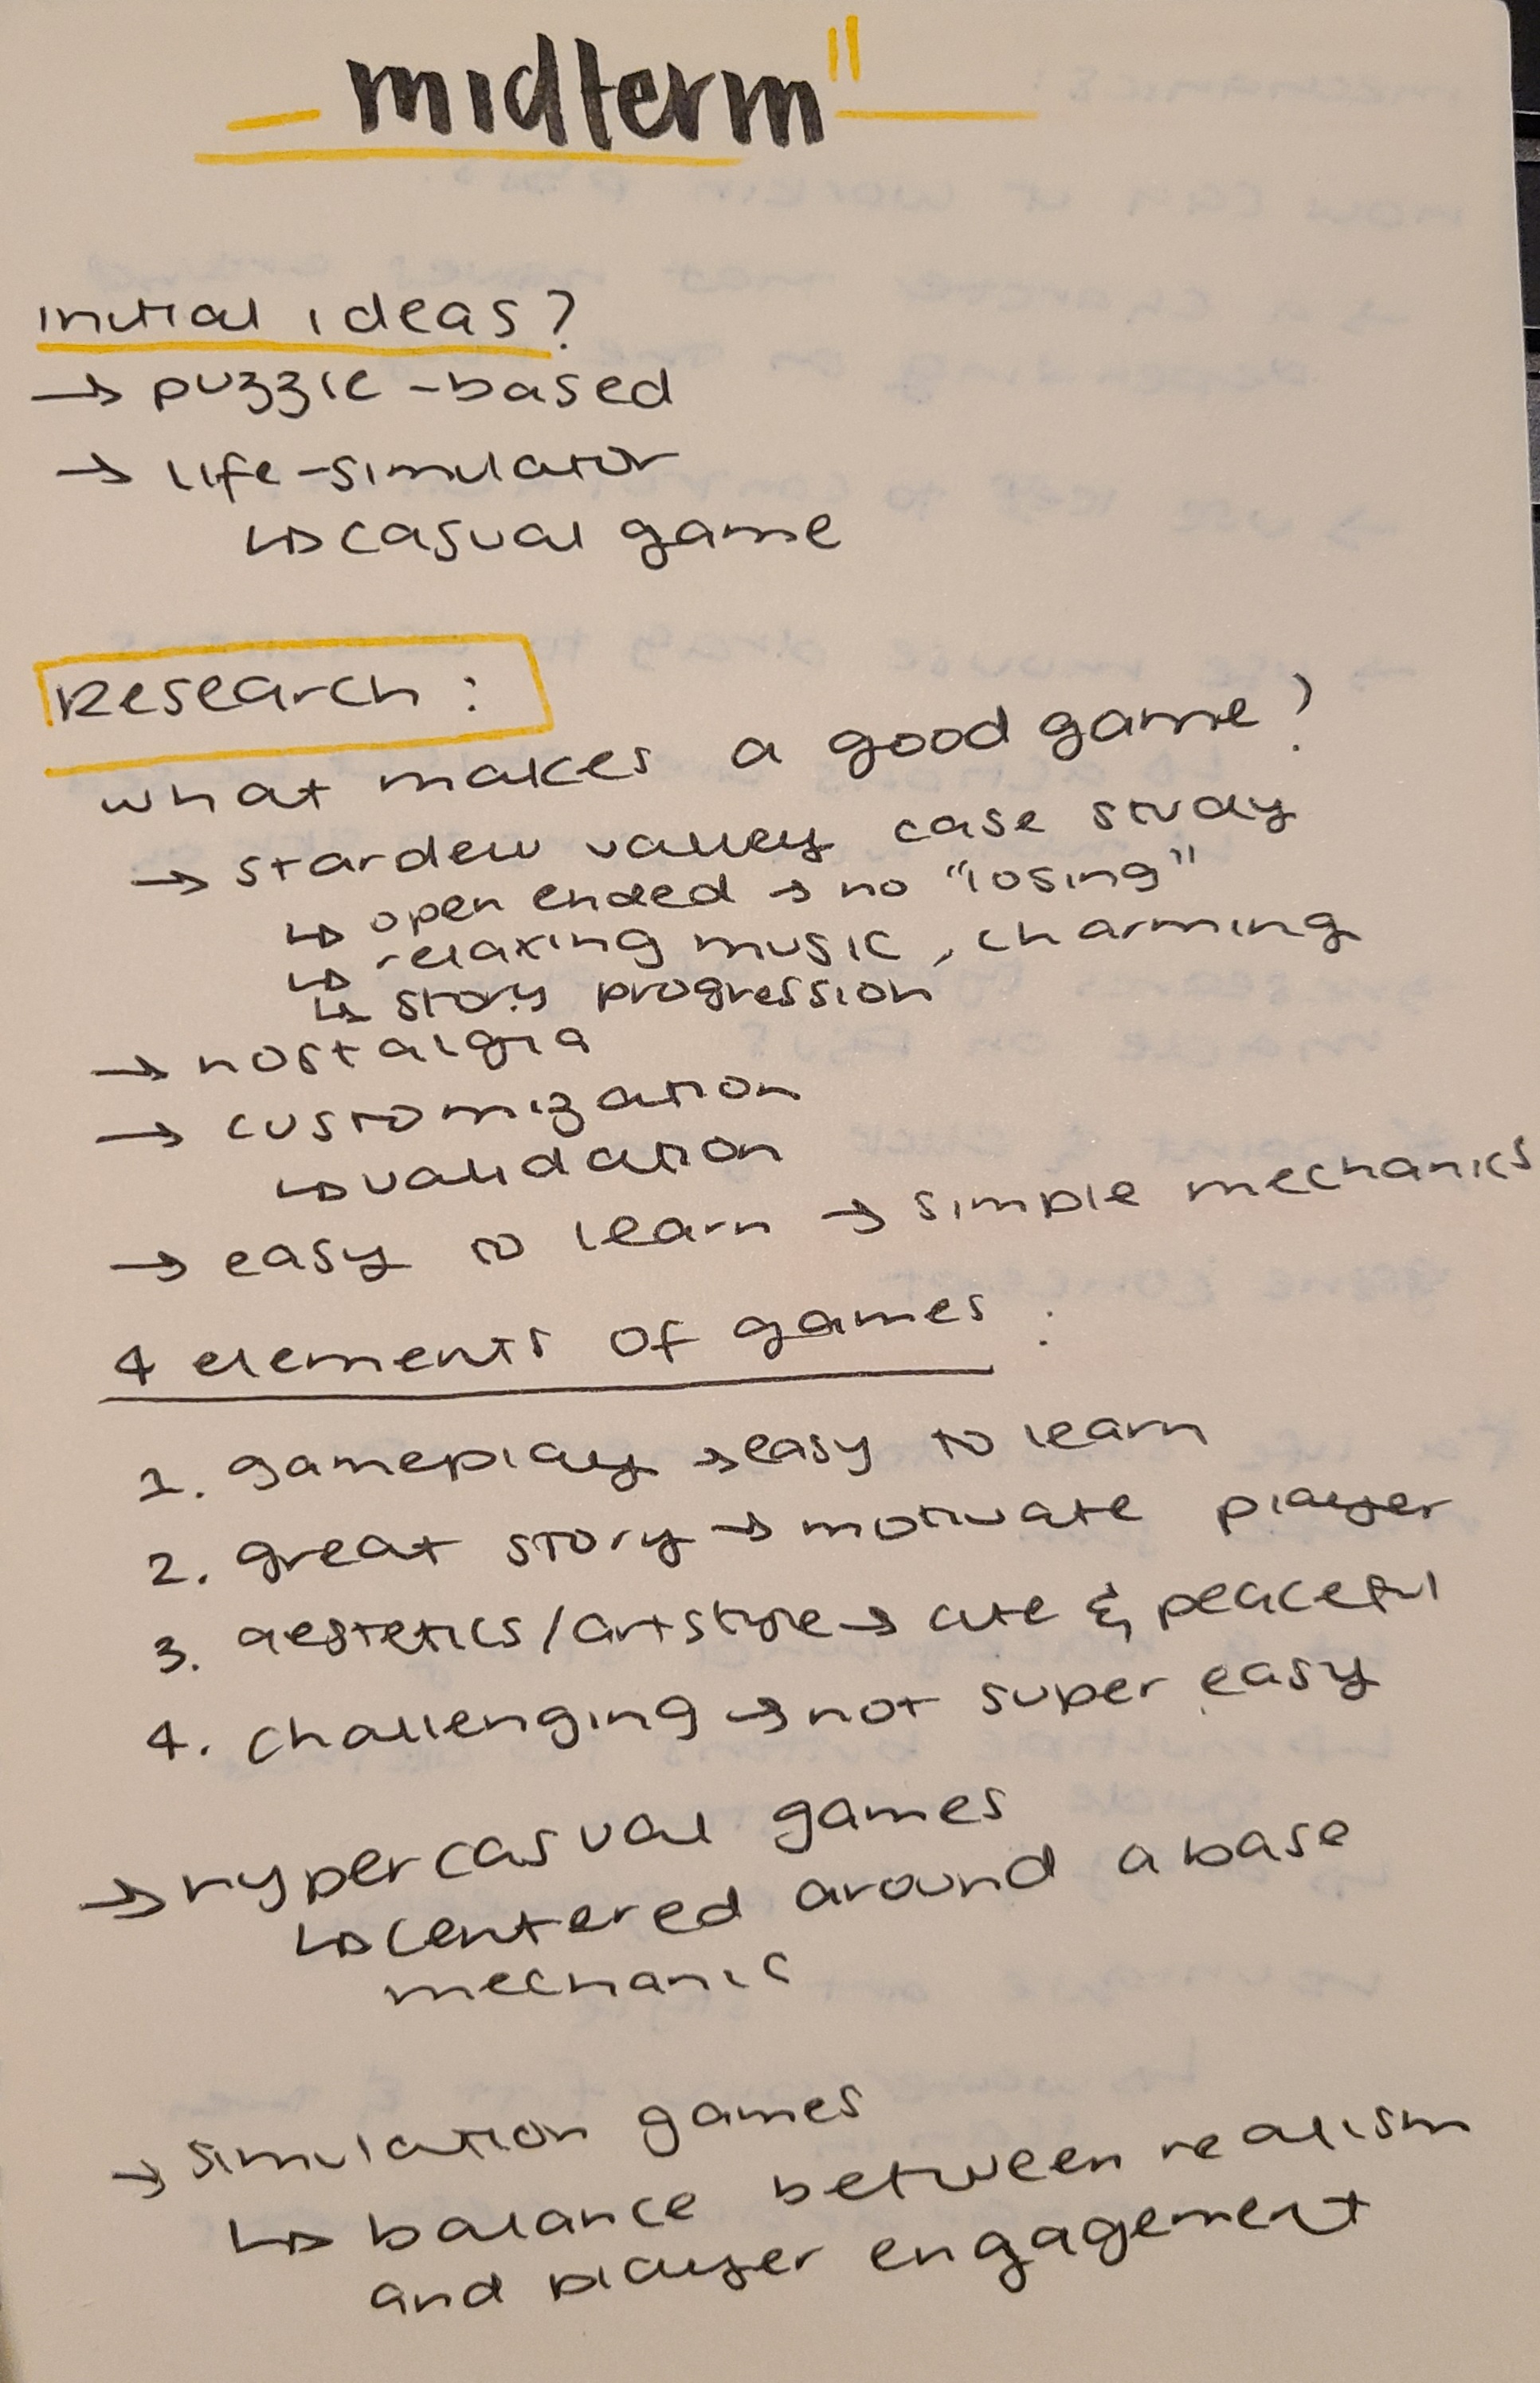 midterm"
initial ideas?
→ puzzle-based
→ life-simulator
↳ casual game
Research:
what makes a good game?
→ stardew valley case study
↳ open ended → no "losing"
↳ relaxing music, charming
↳ story progression
→ nostalgia
→ customization
↳ validation
→ easy to learn → simple mechanics
4 elements of games:
1. gameplay → easy to learn
2. great story → motivate player
3. aestetics/artstyle → cute & peaceful
4. challenging → not super easy
→ hypercasual games
↳ centered around a base
mechanic
→ simulation games
↳ balance between realism
and player engagement